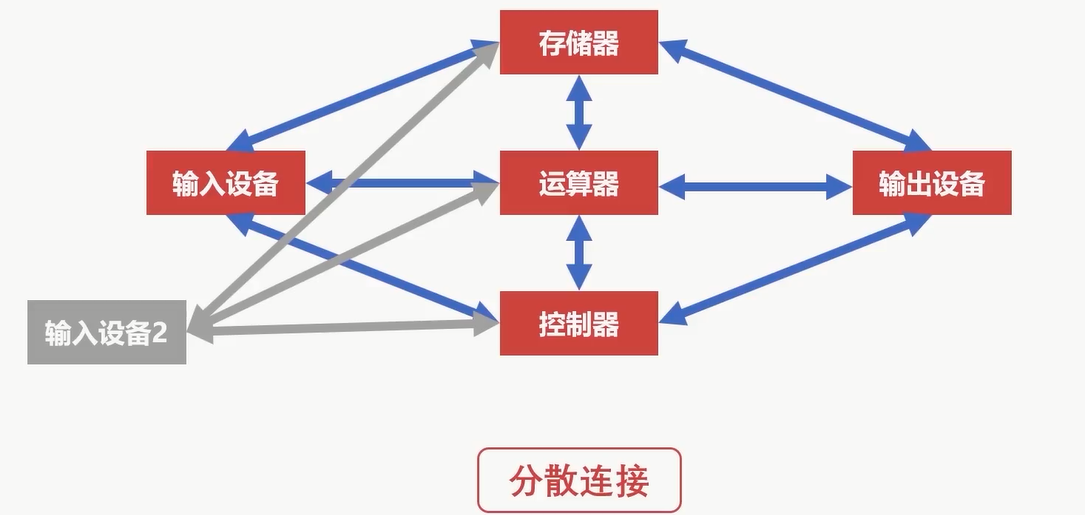 存储器
输入设备
运算器
输出设备
输入设备2
控制器
分散连接